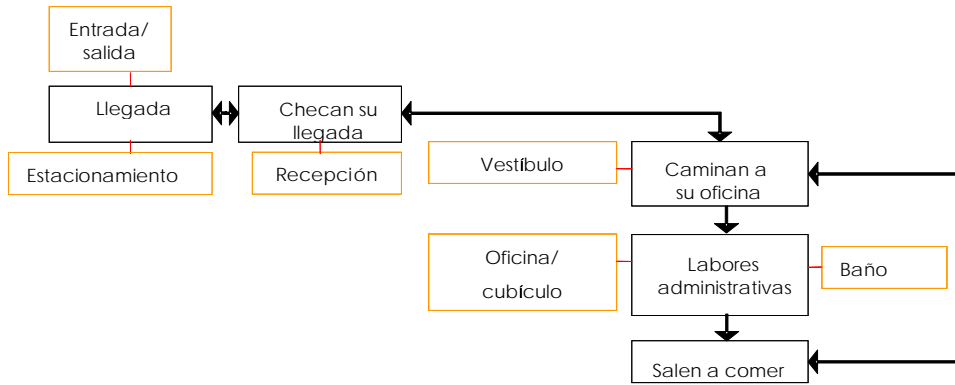 Entrada/
salida
Llegada
Estacionamiento
Checan su
llegada
Recepción
Vestíbulo
Caminan a
su oficina
Oficina/
cubículo
Labores
administrativas
Baño
Salen a comer